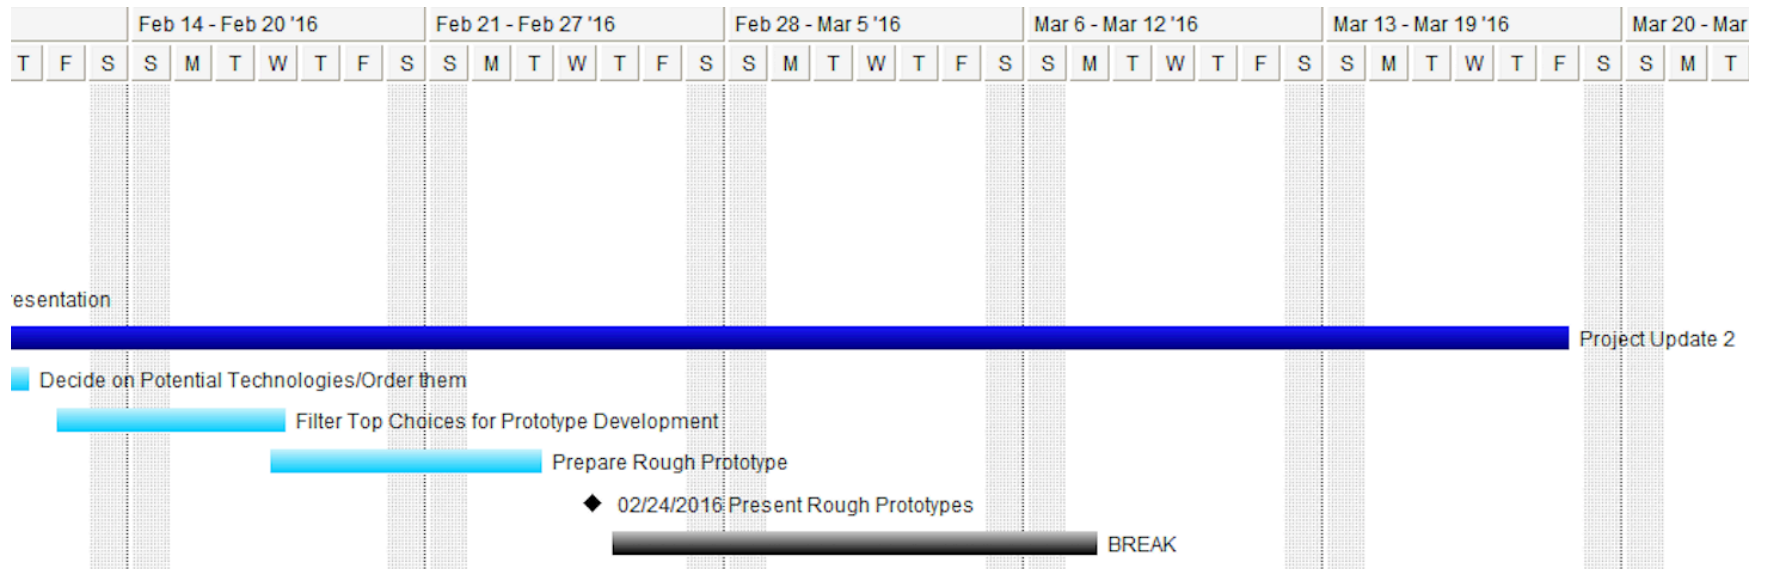 Feb 14 - Feb 20 '16 Feb 21 - Feb 27 '16 Feb 28 - Mar 5 '16 Mar 6 - Mar 12 '16 Mar 13 - Mar 19 '16 Mar 20 - Mar
T F S S M T W T F S S M T W T F S S M T W T F S S M T W T F S S M T W T F S S M T
esentation
Project Update 2
Decide on Potential Technologies/Order them
Filter Top Choices for Prototype Development
Prepare Rough Prototype
02/24/2016 Present Rough Prototypes
BREAK